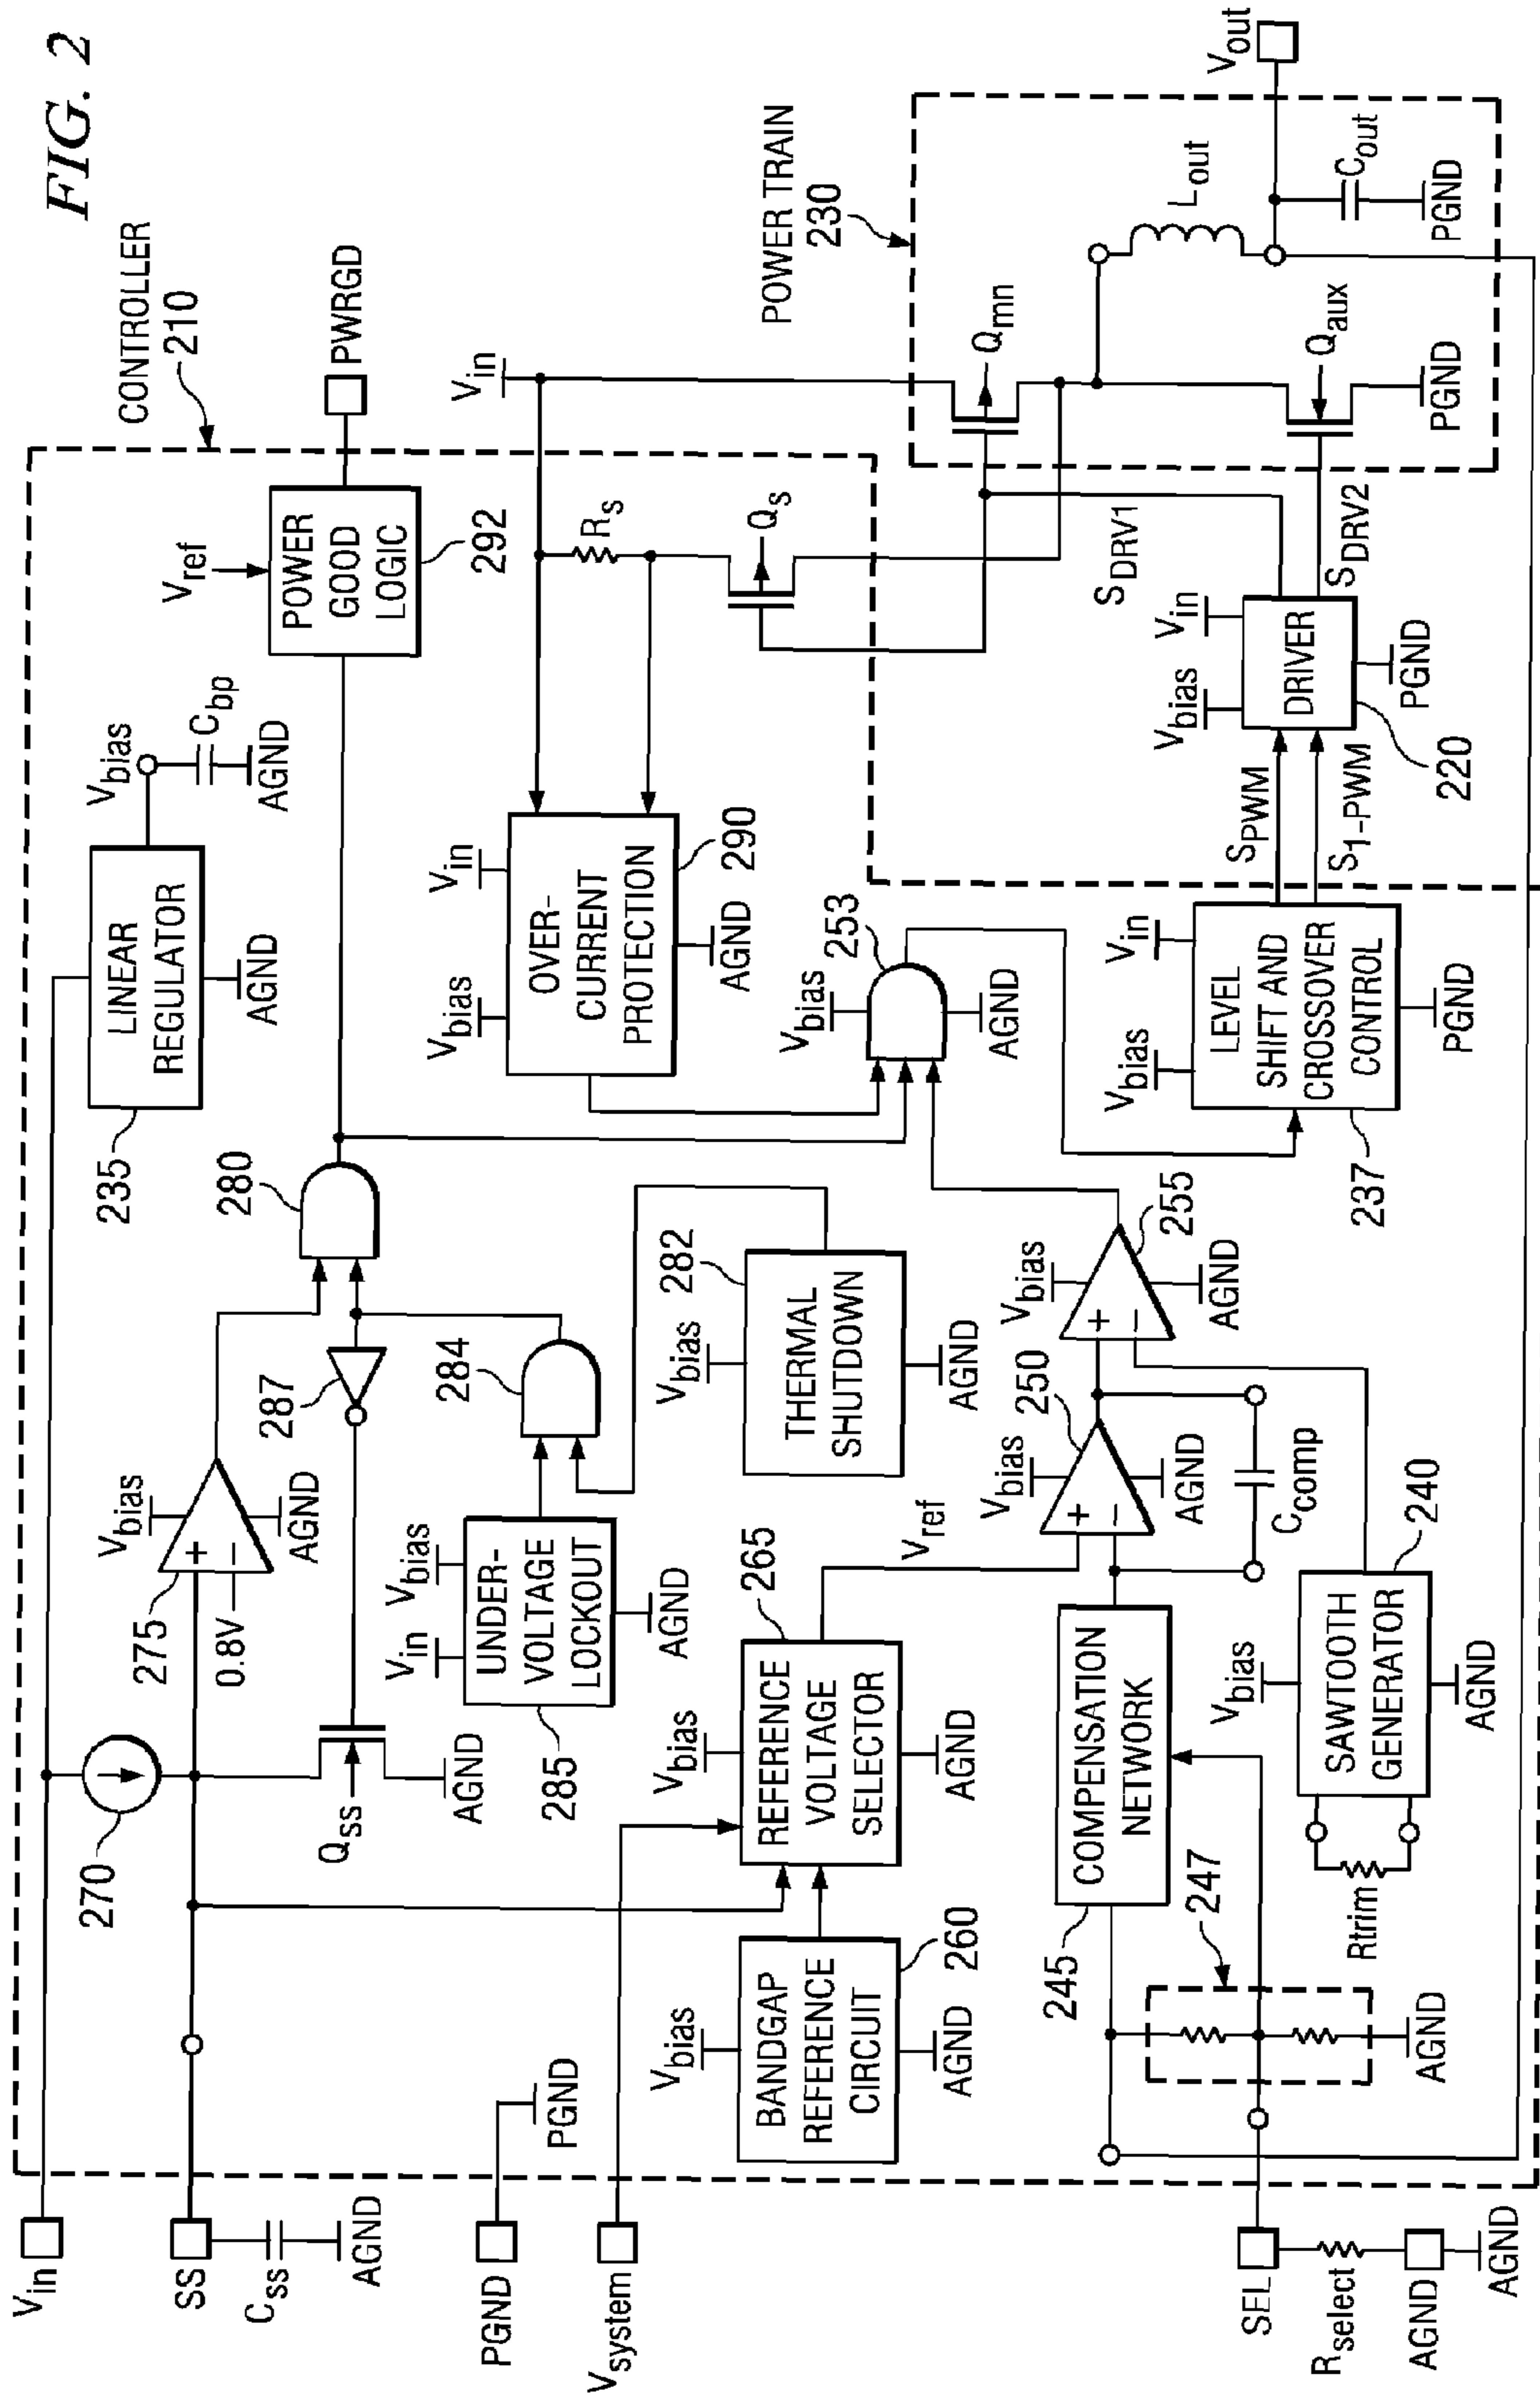 FIG. 2
CONTROLLER
210
Vin
SS
Css
AGND
PGND
PGND
Vsystem
SEL
Rselect
AGND
AGND
270
Qss
AGND
275
0.8V
+
−
Vbias
AGND
287
280
284
235
LINEAR
REGULATOR
AGND
Vbias
Cbp
AGND
Vref
POWER
GOOD
LOGIC
292
PWRGD
Vin
Vbias
UNDER-
VOLTAGE
LOCKOUT
285
AGND
282
Vbias
THERMAL
SHUTDOWN
AGND
Vbias
Vin
OVER-
CURRENT
PROTECTION
290
AGND
Vin
Rs
Qs
Vbias
BANDGAP
REFERENCE
CIRCUIT
260
AGND
265
Vbias
REFERENCE
VOLTAGE
SELECTOR
AGND
Vref
250
Vbias
+
−
AGND
Ccomp
255
Vbias
+
−
AGND
253
Vbias
AGND
245
COMPENSATION
NETWORK
247
AGND
Rtrim
Vbias
SAWTOOTH
GENERATOR
240
AGND
Vbias
Vin
LEVEL
SHIFT AND
CROSSOVER
CONTROL
237
PGND
SPWM
S1-PWM
Vbias
Vin
DRIVER
220
PGND
SDRV1
SDRV2
POWER TRAIN
230
Qmn
Qaux
PGND
Lout
Cout
PGND
Vout